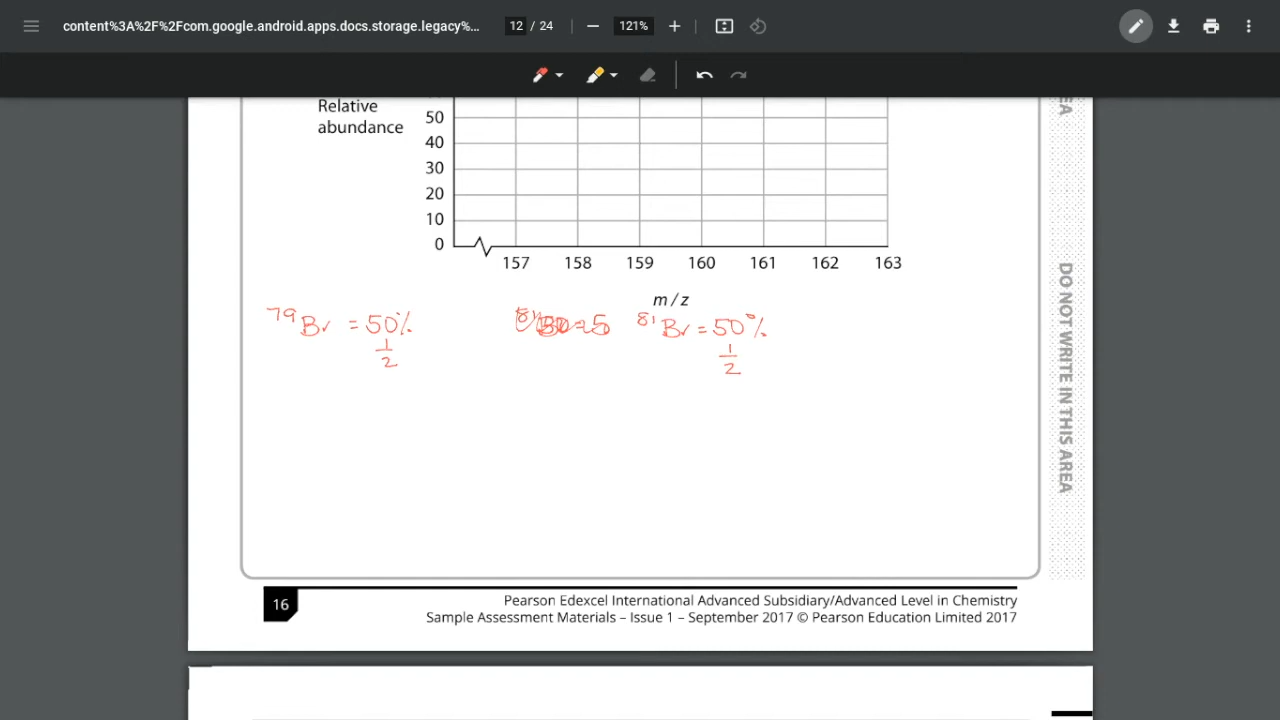 content%3A%2F%2Fcom.google.android.apps.docs.storage.legacy%... 12 / 24 121%
Relative
abundance
50
40
30
20
10
0
157 158 159 160 161 162 163
m / z
79Br = 50% 81Br = 50%
1/2 1/2
DO NOT WRITE IN THIS AREA
EA
16
Pearson Edexcel International Advanced Subsidiary/Advanced Level in Chemistry
Sample Assessment Materials – Issue 1 – September 2017 © Pearson Education Limited 2017